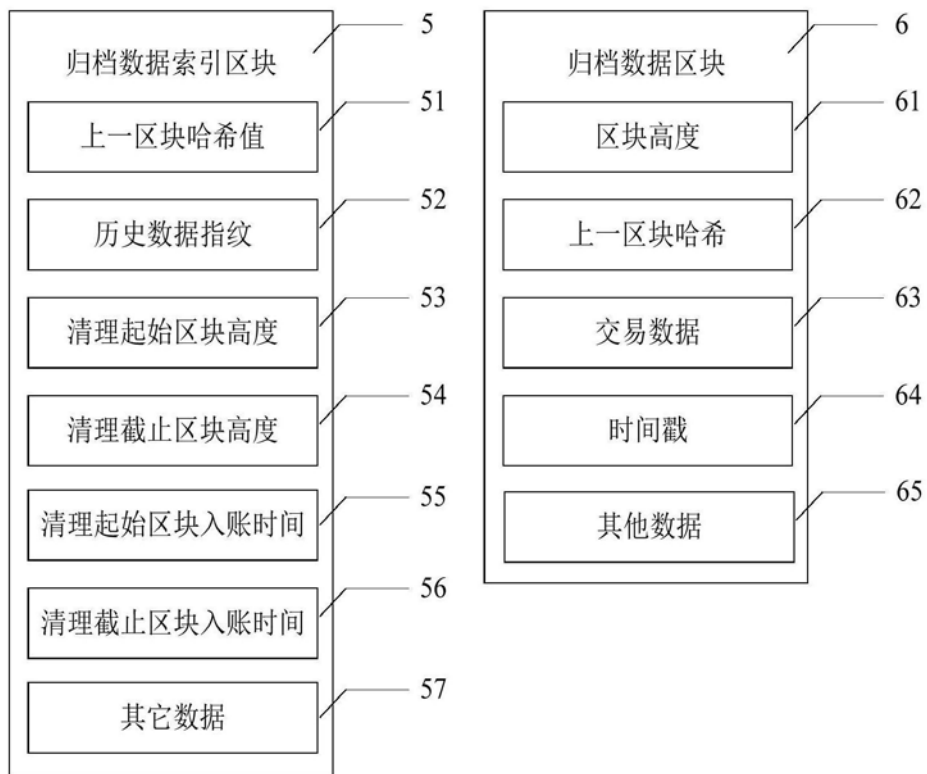 5
归档数据索引区块
51
上一区块哈希值
52
历史数据指纹
53
清理起始区块高度
54
清理截止区块高度
55
清理起始区块入账时间
56
清理截止区块入账时间
57
其它数据
6
归档数据区块
61
区块高度
62
上一区块哈希
63
交易数据
64
时间戳
65
其他数据